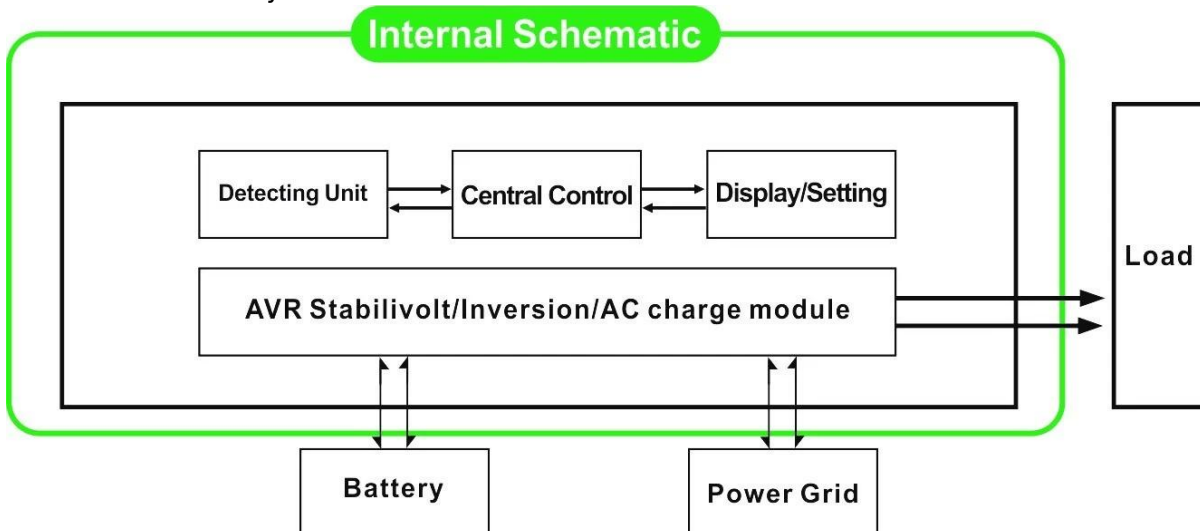 Internal Schematic
Detecting Unit
Central Control
Display/Setting
Load
AVR Stabilivolt/Inversion/AC charge module
Battery
Power Grid